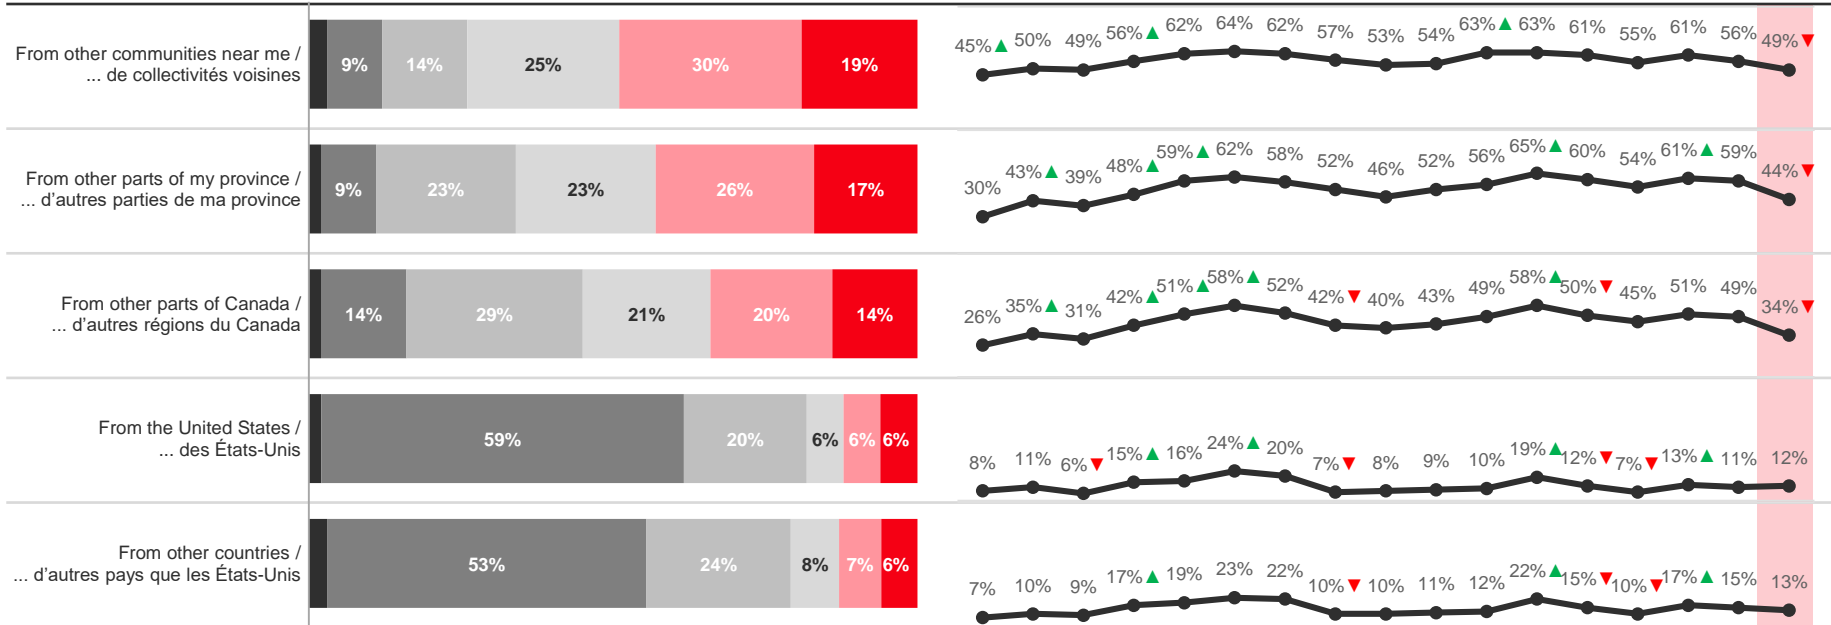 From other communities near me /
... de collectivités voisines
9% 14% 25% 30% 19%
45% 50% 49% 56% 62% 64% 62% 57% 53% 54% 63% 63% 61% 55% 61% 56% 49%
From other parts of my province /
... d'autres parties de ma province
9% 23% 23% 26% 17%
30% 43% 39% 48% 59% 62% 58% 52% 46% 52% 56% 65% 60% 54% 61% 59% 44%
From other parts of Canada /
... d'autres régions du Canada
14% 29% 21% 20% 14%
26% 35% 31% 42% 51% 58% 52% 42% 40% 43% 49% 58% 50% 45% 51% 49% 34%
From the United States /
... des États-Unis
59% 20% 6% 6% 6%
8% 11% 6% 15% 16% 24% 20% 7% 8% 9% 10% 19% 12% 7% 13% 11% 12%
From other countries /
... d'autres pays que les États-Unis
53% 24% 8% 7% 6%
7% 10% 9% 17% 19% 23% 22% 10% 10% 11% 12% 22% 15% 10% 17% 15% 13%